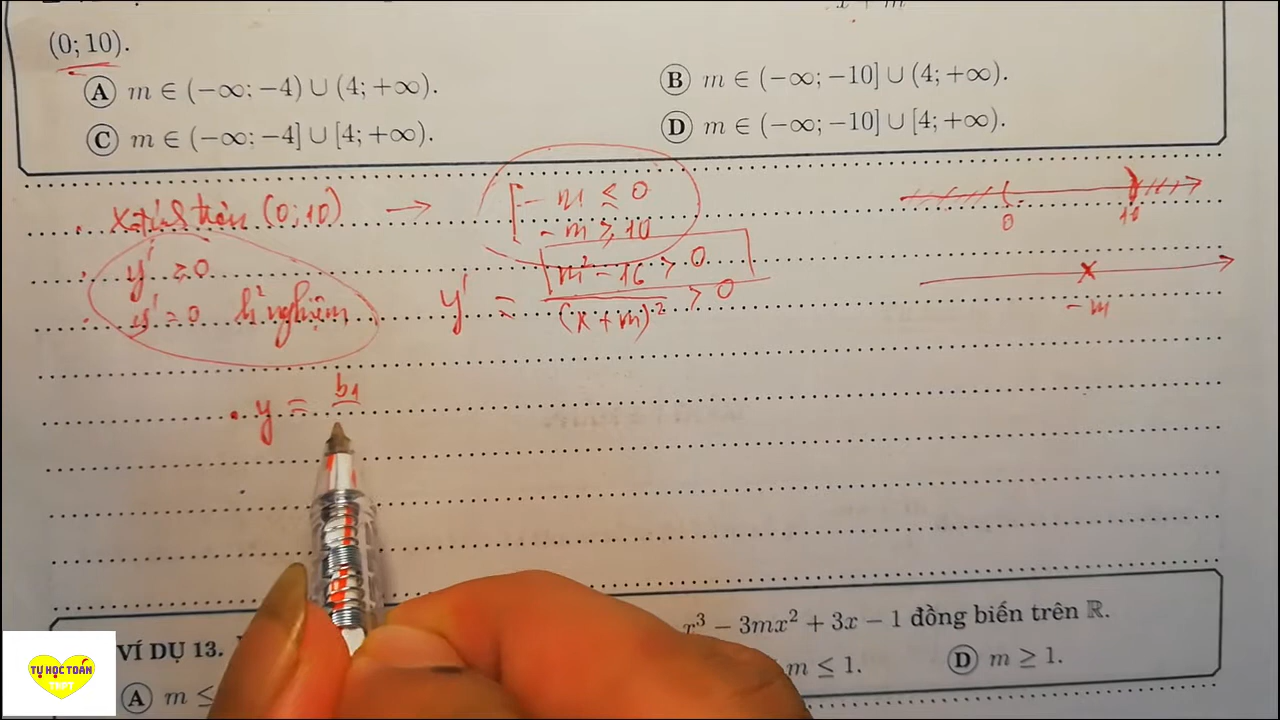 x + m
(0; 10).
A m ∈ (−∞; −4) ∪ (4; +∞).
B m ∈ (−∞; −10] ∪ (4; +∞).
C m ∈ (−∞; −4] ∪ [4; +∞).
D m ∈ (−∞; −10] ∪ [4; +∞).
. xđ trên (0; 10) → [ − m ≤ 0
− m ≥ 10
0 10
. y' ≥ 0
. y' = 0 h² nghiệm
y' = m² − 16 > 0
(x + m)² > 0
− m
. y = b1
VÍ DỤ 13.
x³ − 3mx² + 3x − 1 đồng biến trên ℝ.
A m ≤
m ≤ 1.
D m ≥ 1.
TỰ HỌC TOÁN
THPT